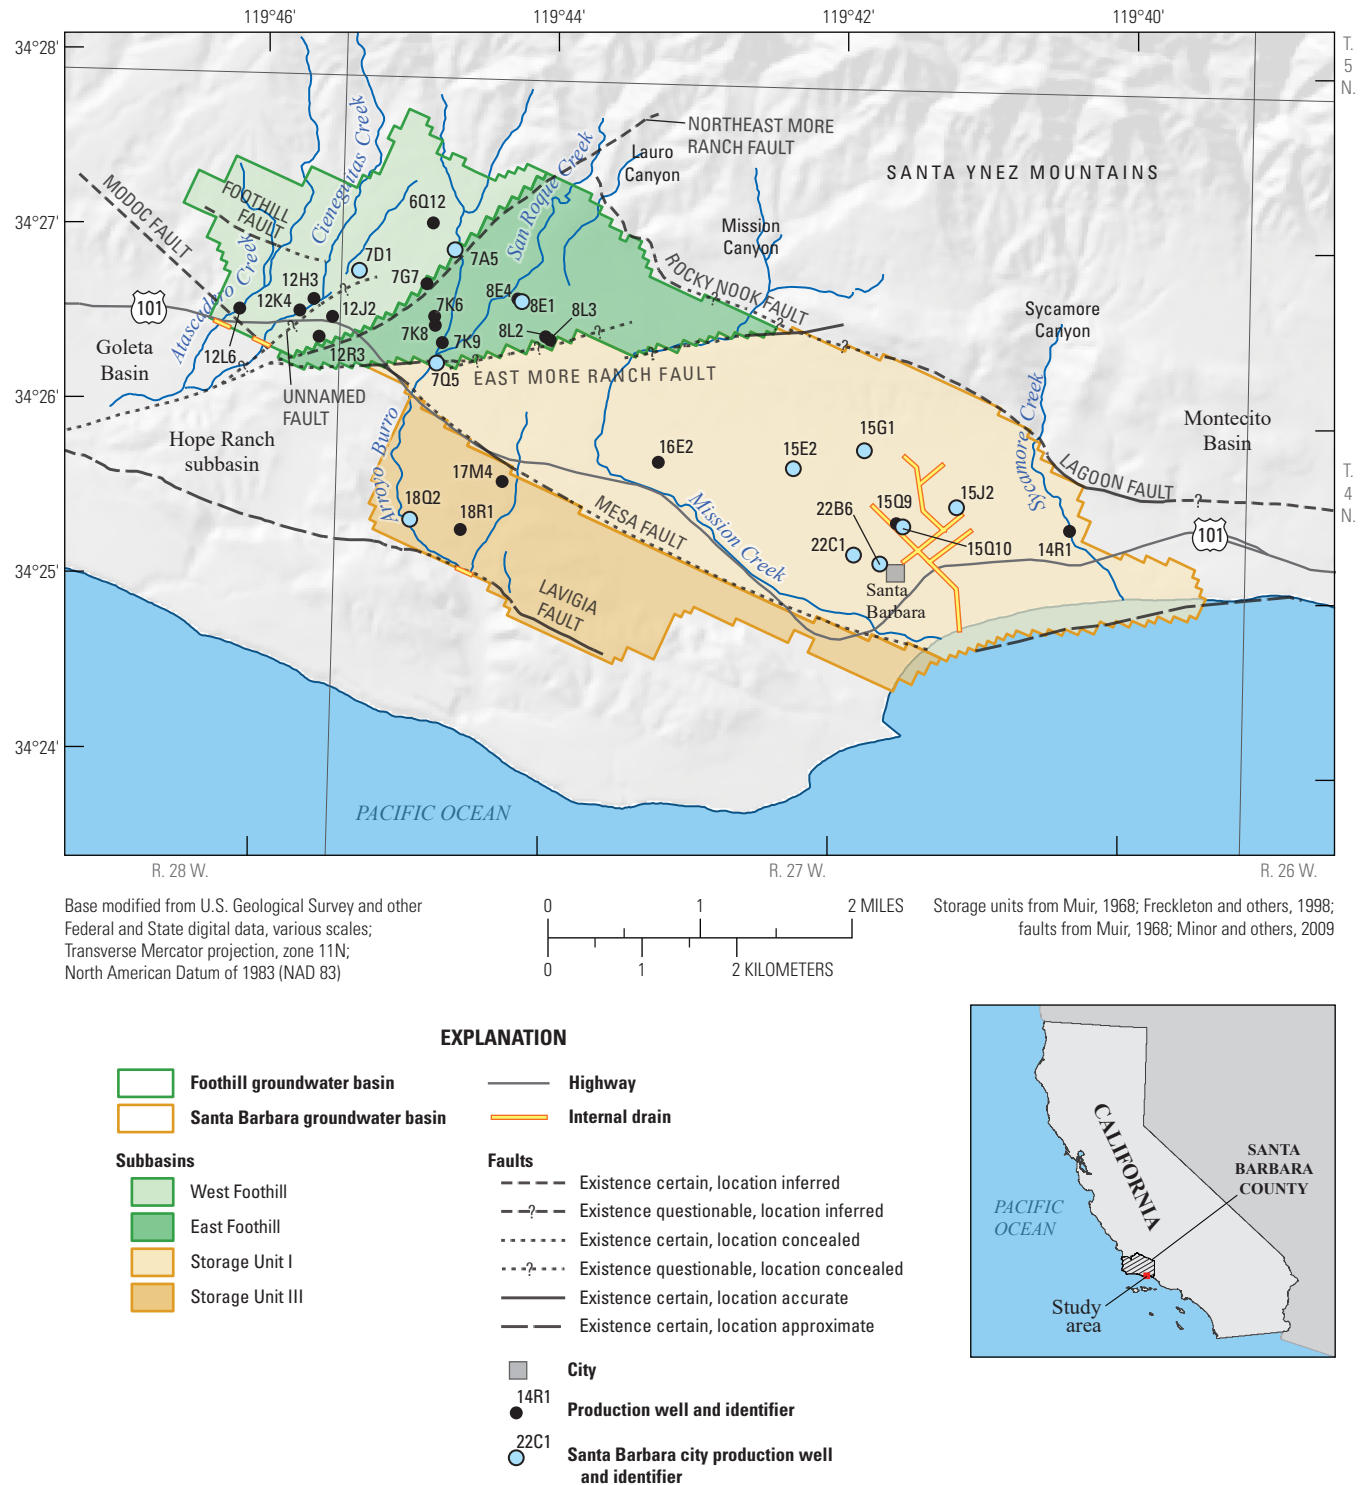 119°46'
119°44'
119°42'
119°40'
34°28'
34°27'
34°26'
34°25'
34°24'
T.
5
N.
T.
4
N.
R. 28 W.
R. 27 W.
R. 26 W.
NORTHEAST MORE
RANCH FAULT
Lauro
Canyon
SANTA YNEZ MOUNTAINS
Mission
Canyon
MODOC FAULT
FOOTHILL
FAULT
Cieneguitas Creek
San Roque Creek
Atascadero Creek
ROCKY NOOK FAULT
6Q12
7D1
7A5
7G7
12H3
12K4
12J2
12L6
12R3
7K6
7K8
7K9
7Q5
8E4
8E1
8L3
8L2
101
Goleta
Basin
UNNAMED
FAULT
EAST MORE RANCH FAULT
Sycamore
Canyon
Sycamore Creek
Montecito
Basin
LAGOON FAULT
Hope Ranch
subbasin
Arroyo Burro
17M4
18Q2
18R1
16E2
15E2
15G1
15J2
15Q9
15Q10
22B6
22C1
14R1
101
MESA FAULT
Mission Creek
Santa
Barbara
LAVIGIA
FAULT
PACIFIC OCEAN
Base modified from U.S. Geological Survey and other
Federal and State digital data, various scales;
Transverse Mercator projection, zone 11N;
North American Datum of 1983 (NAD 83)
0 1 2 MILES
0 1 2 KILOMETERS
Storage units from Muir, 1968; Freckleton and others, 1998;
faults from Muir, 1968; Minor and others, 2009
EXPLANATION
Foothill groundwater basin
Santa Barbara groundwater basin
Subbasins
West Foothill
East Foothill
Storage Unit I
Storage Unit III
Highway
Internal drain
Faults
Existence certain, location inferred
?
Existence questionable, location inferred
Existence certain, location concealed
?
Existence questionable, location concealed
Existence certain, location accurate
Existence certain, location approximate
City
14R1
Production well and identifier
22C1
Santa Barbara city production well
and identifier
CALIFORNIA
SANTA
BARBARA
COUNTY
PACIFIC
OCEAN
Study
area